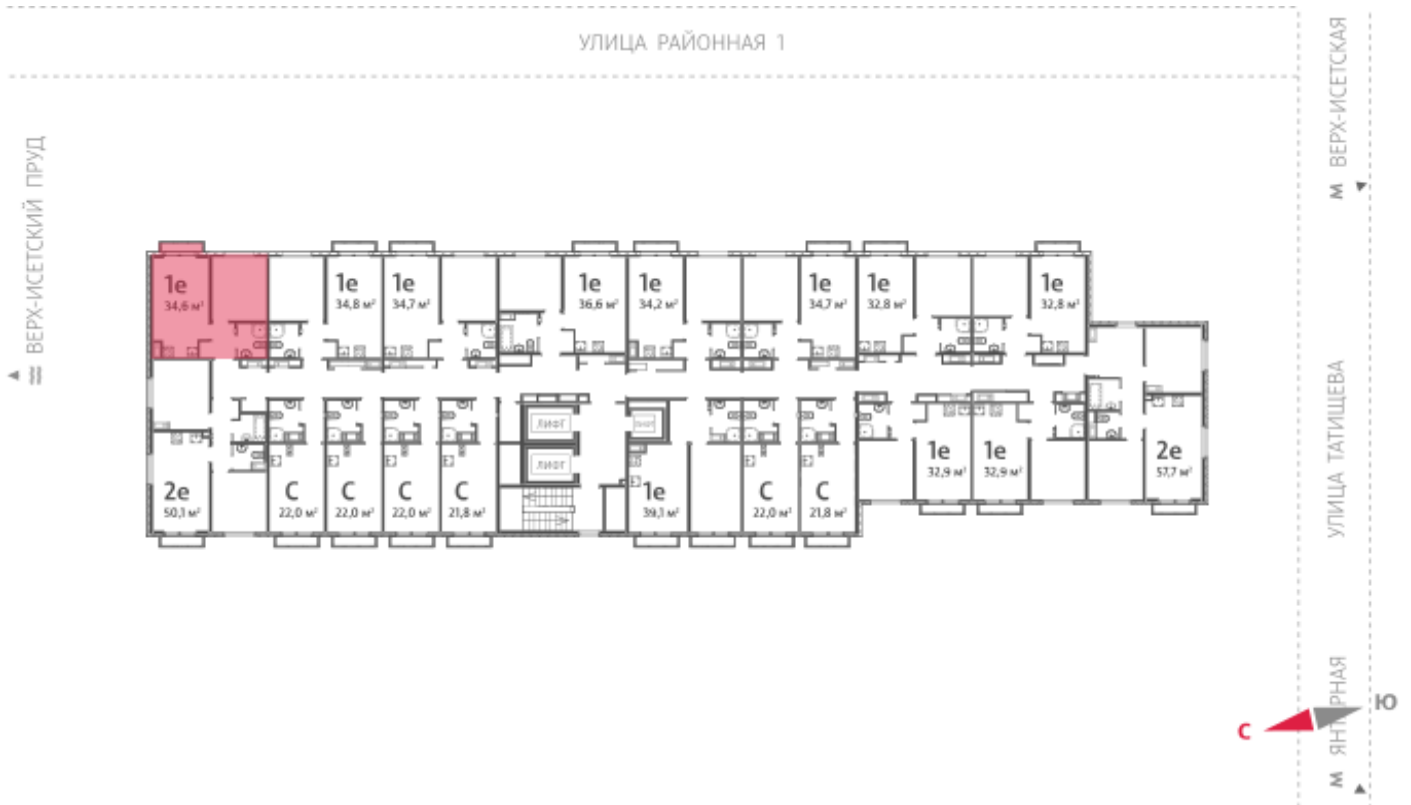 УЛИЦА РАЙОННАЯ 1
М ВЕРХ-ИСЕТСКАЯ
ВЕРХ-ИСЕТСКИЙ ПРУД
1е
34,6 м²
1е
34,8 м²
1е
34,7 м²
1е
36,6 м²
1е
34,2 м²
1е
34,7 м²
1е
32,8 м²
1е
32,8 м²
ЛИФТ
ЛИФТ
ЛИФТ
2е
50,1 м²
С
22,0 м²
С
22,0 м²
С
22,0 м²
С
21,8 м²
1е
39,1 м²
С
22,0 м²
С
21,8 м²
1е
32,9 м²
1е
32,9 м²
2е
57,7 м²
УЛИЦА ТАТИЩЕВА
М ЯНТАРНАЯ
С
Ю